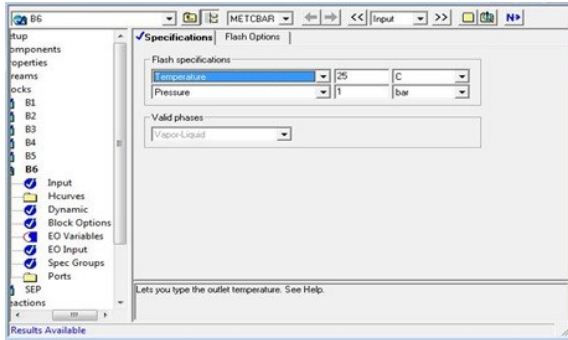 B6
METCBAR
<<
Input
>>
N>
etup
omponents
operties
reams
ocks
B1
B2
B3
B4
B5
B6
Input
Hcurves
Dynamic
Block Options
EO Variables
EO Input
Spec Groups
Ports
SEP
eactions
Specifications
Flash Options
Flash specifications
Temperature 25 C
Pressure 1 bar
Valid phases
Vapor-Liquid
Lets you type the outlet temperature. See Help.
Results Available